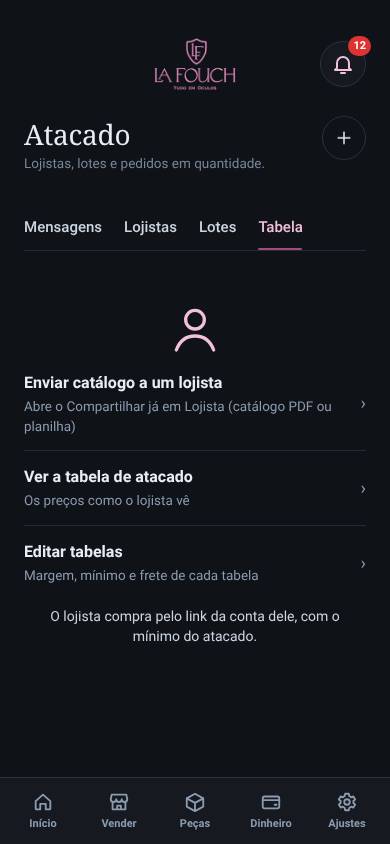 LA FOUCH
TUDO EM ÓCULOS
12
Atacado
Lojistas, lotes e pedidos em quantidade.
Mensagens Lojistas Lotes Tabela
Enviar catálogo a um lojista
Abre o Compartilhar já em Lojista (catálogo PDF ou
planilha)
Ver a tabela de atacado
Os preços como o lojista vê
Editar tabelas
Margem, mínimo e frete de cada tabela
O lojista compra pelo link da conta dele, com o
mínimo do atacado.
Início Vender Peças Dinheiro Ajustes